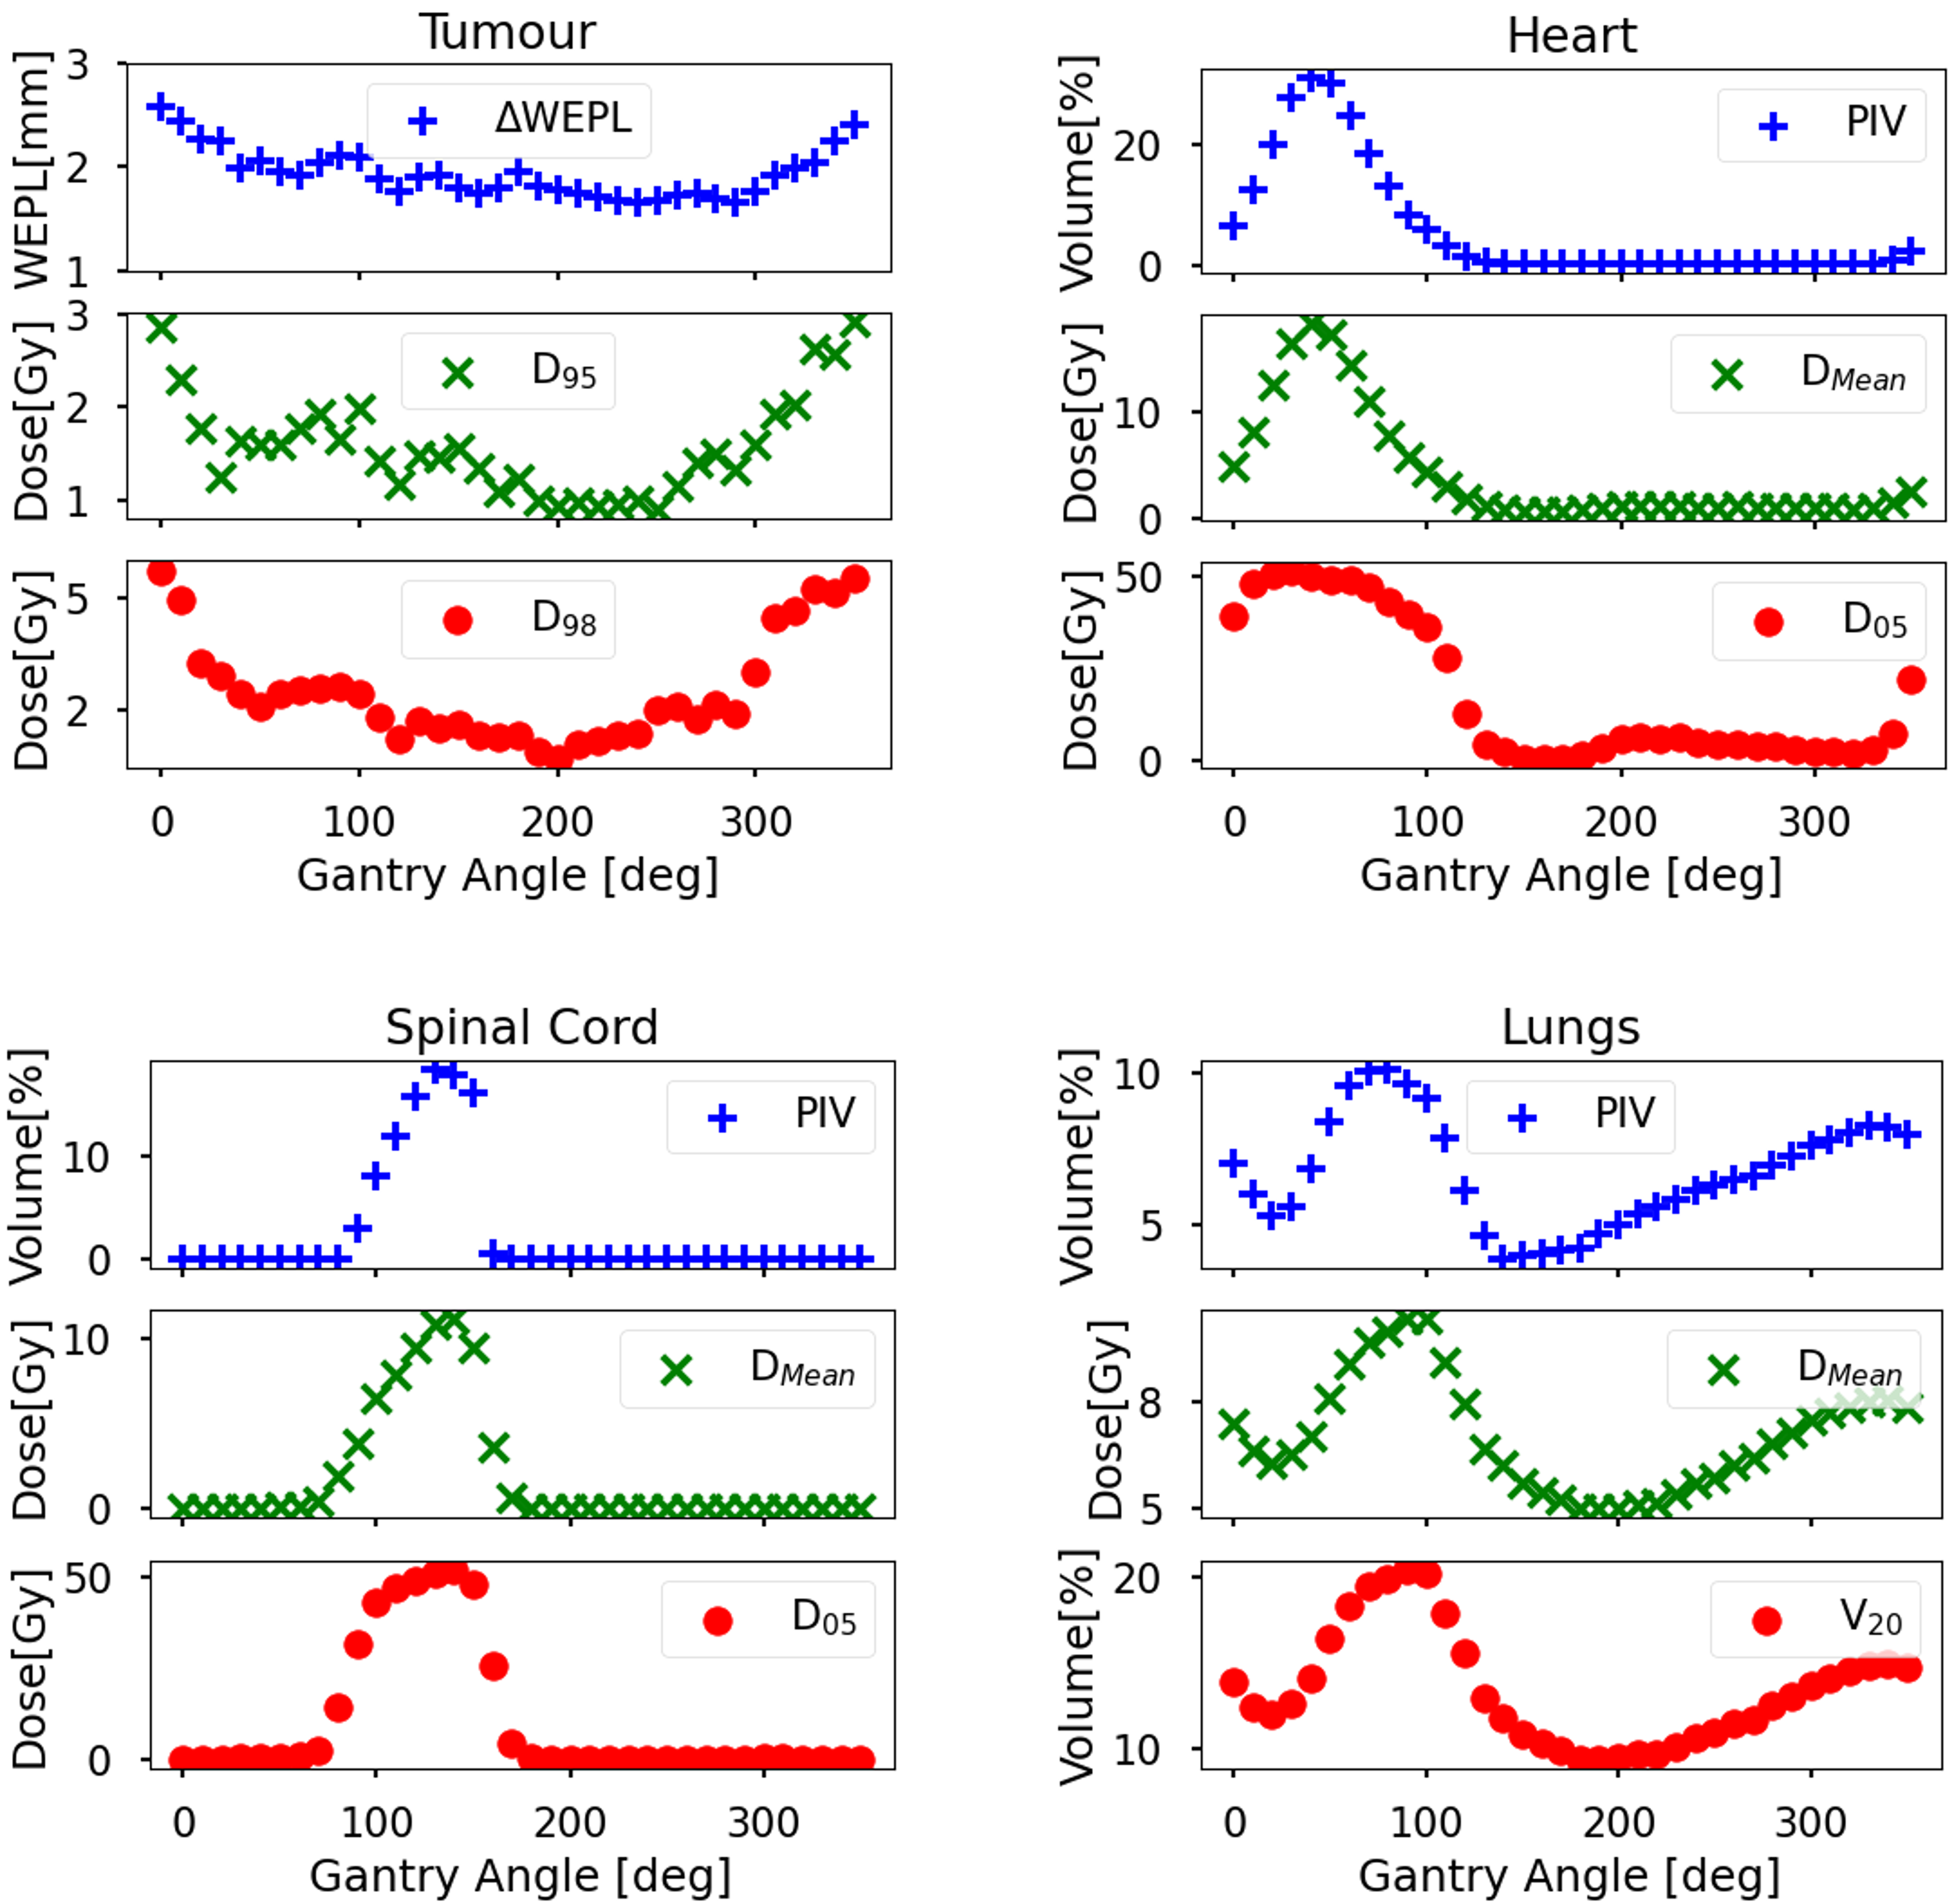 Tumour
WEPL[mm]
3
2
1
ΔWEPL
Dose[Gy]
3
2
1
D95
Dose[Gy]
5
2
D98
0 100 200 300
Gantry Angle [deg]
Heart
Volume[%]
20
0
PIV
Dose[Gy]
10
0
DMean
Dose[Gy]
50
0
D05
0 100 200 300
Gantry Angle [deg]
Spinal Cord
Volume[%]
10
0
PIV
Dose[Gy]
10
0
DMean
Dose[Gy]
50
0
D05
0 100 200 300
Gantry Angle [deg]
Lungs
Volume[%]
10
5
PIV
Dose[Gy]
8
5
DMean
Volume[%]
20
10
V20
0 100 200 300
Gantry Angle [deg]